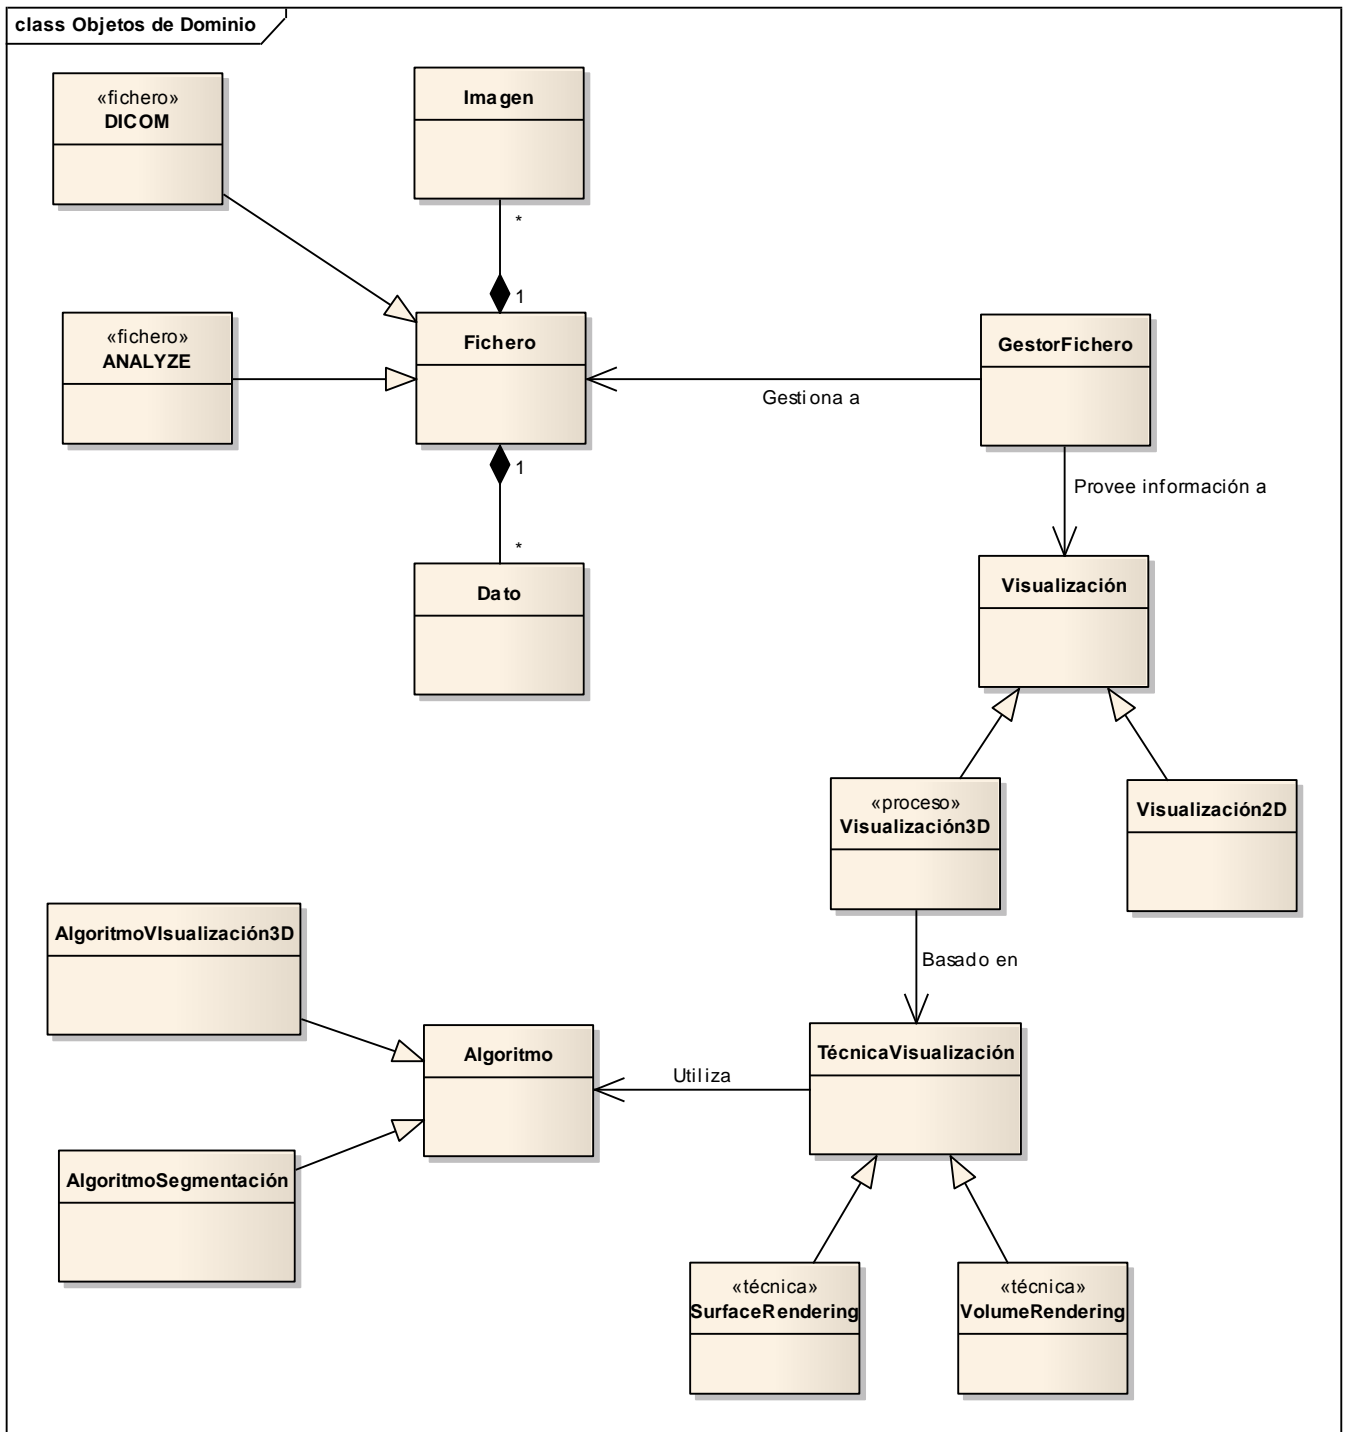 class Objetos de Dominio
«fichero»
DICOM
Imagen
*
1
«fichero»
ANALYZE
Fichero
GestorFichero
Gestiona a
1
Provee información a
*
Dato
Visualización
«proceso»
Visualización3D
Visualización2D
AlgoritmoVIsualización3D
Basado en
Algoritmo
TécnicaVisualización
Utiliza
AlgoritmoSegmentación
«técnica»
SurfaceRendering
«técnica»
VolumeRendering